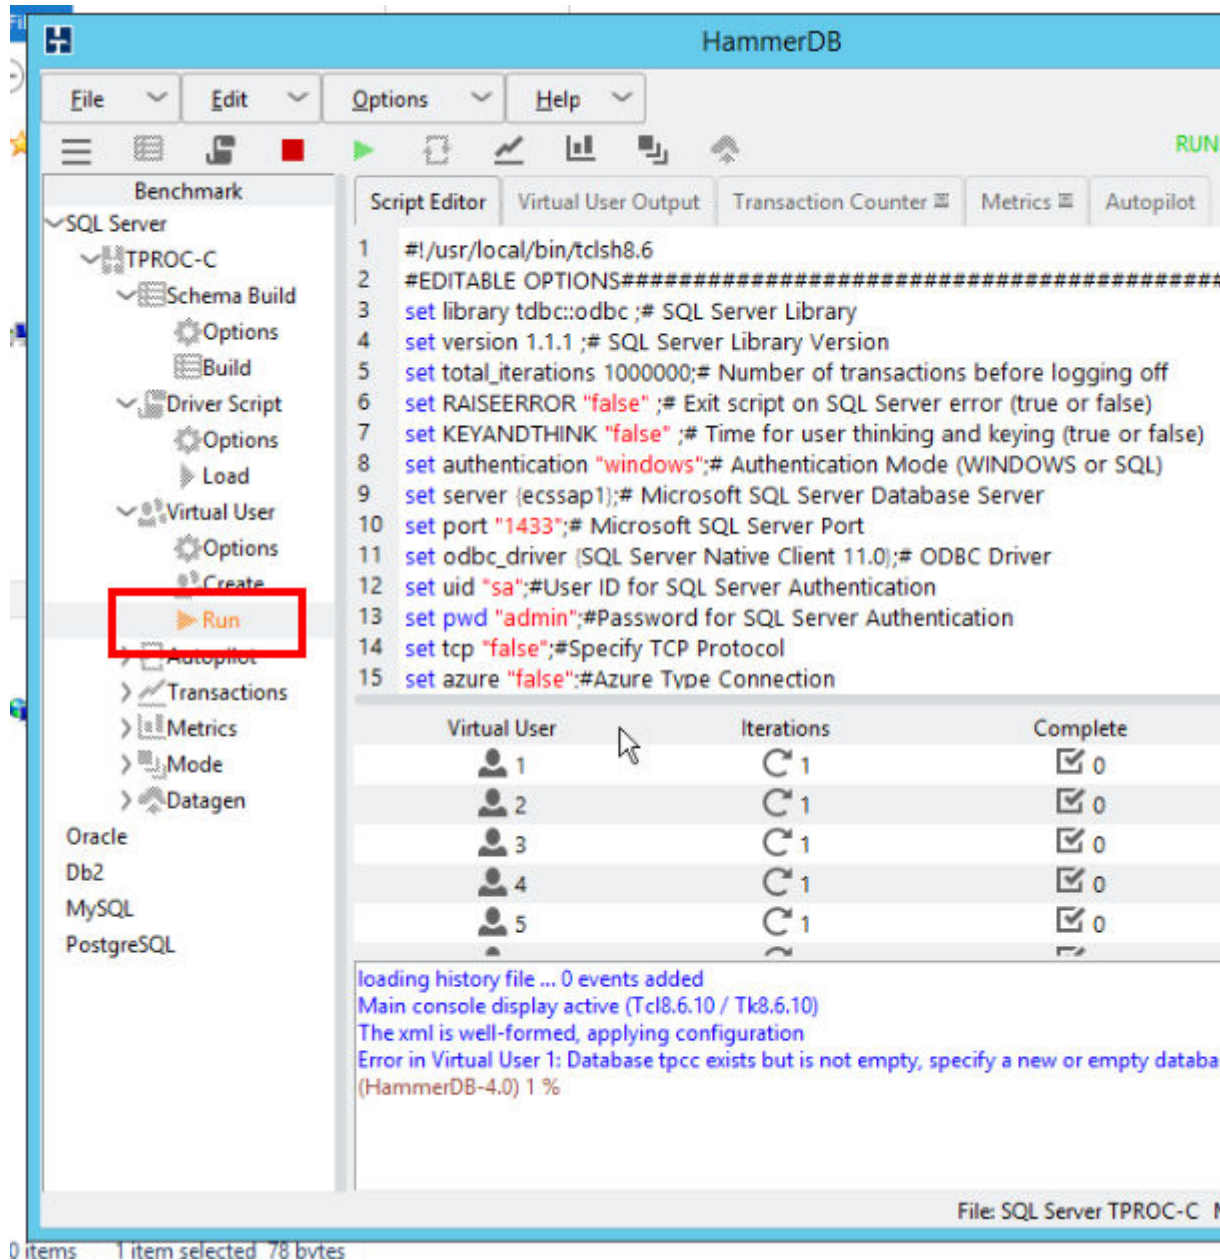 HammerDB
File Edit Options Help
RUN
Benchmark
SQL Server
TPROC-C
Schema Build
Options
Build
Driver Script
Options
Load
Virtual User
Options
Create
Run
Autopilot
Transactions
Metrics
Mode
Datagen
Oracle
Db2
MySQL
PostgreSQL
Script Editor Virtual User Output Transaction Counter Metrics Autopilot
1 #!/usr/local/bin/tclsh8.6
2 #EDITABLE OPTIONS##########################################
3 set library tdbc::odbc ;# SQL Server Library
4 set version 1.1.1 ;# SQL Server Library Version
5 set total_iterations 1000000;# Number of transactions before logging off
6 set RAISEERROR "false" ;# Exit script on SQL Server error (true or false)
7 set KEYANDTHINK "false" ;# Time for user thinking and keying (true or false)
8 set authentication "windows";# Authentication Mode (WINDOWS or SQL)
9 set server {ecssap1};# Microsoft SQL Server Database Server
10 set port "1433";# Microsoft SQL Server Port
11 set odbc_driver {SQL Server Native Client 11.0};# ODBC Driver
12 set uid "sa";#User ID for SQL Server Authentication
13 set pwd "admin";#Password for SQL Server Authentication
14 set tcp "false";#Specify TCP Protocol
15 set azure "false";#Azure Type Connection
Virtual User Iterations Complete
1 1 0
2 1 0
3 1 0
4 1 0
5 1 0
loading history file ... 0 events added
Main console display active (Tcl8.6.10 / Tk8.6.10)
The xml is well-formed, applying configuration
Error in Virtual User 1: Database tpcc exists but is not empty, specify a new or empty databa
(HammerDB-4.0) 1 %
File: SQL Server TPROC-C
0 items 1 item selected 78 bytes